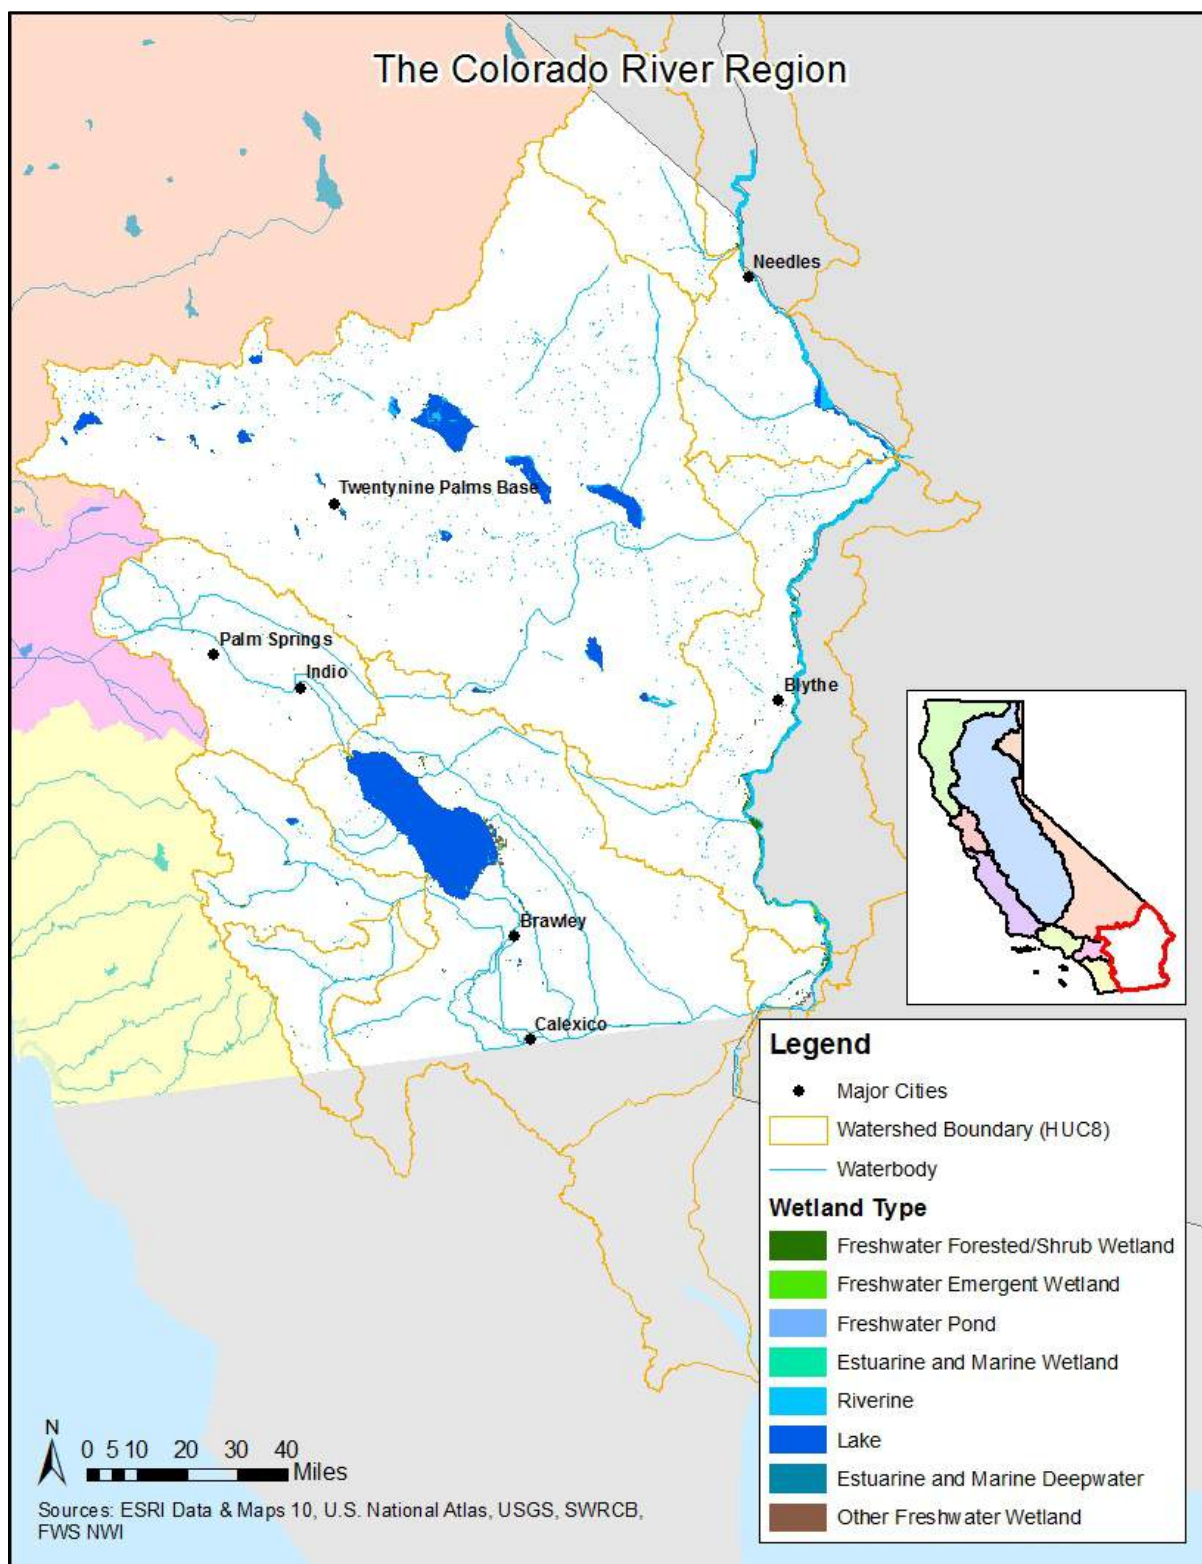 The Colorado River Region
Needles
Twentynine Palms Base
Palm Springs
Indio
Blythe
Brawley
Calexico
Legend
Major Cities
Watershed Boundary (HUC8)
Waterbody
Wetland Type
Freshwater Forested/Shrub Wetland
Freshwater Emergent Wetland
Freshwater Pond
Estuarine and Marine Wetland
Riverine
Lake
Estuarine and Marine Deepwater
Other Freshwater Wetland
N
0 5 10 20 30 40
Miles
Sources: ESRI Data & Maps 10, U.S. National Atlas, USGS, SWRCB,
FWS NWI